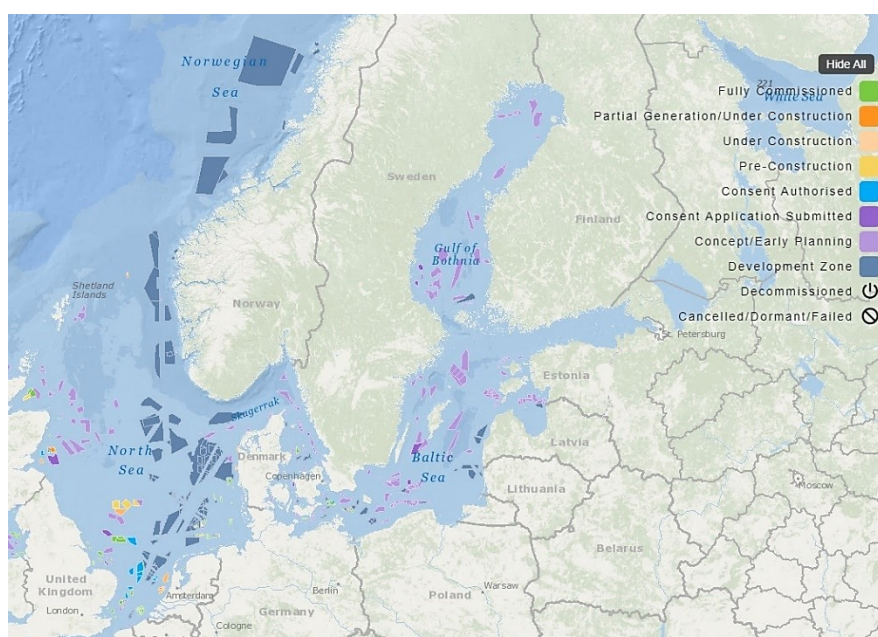 Norwegian
Sea
Hide All
221
White Sea
Fully Commissioned
Partial Generation/Under Construction
Under Construction
Pre-Construction
Consent Authorised
Consent Application Submitted
Concept/Early Planning
Development Zone
Decommissioned
Cancelled/Dormant/Failed
Sweden
Finland
Gulf of
Bothnia
Shetland
Islands
Norway
St. Petersburg
Estonia
Skagerrak
North
Sea
Denmark
Copenhagen
Baltic
Sea
Latvia
Lithuania
Moscow
Belarus
United
Kingdom
London
Amsterdam
Berlin
Poland
Warsaw
Germany
Cologne